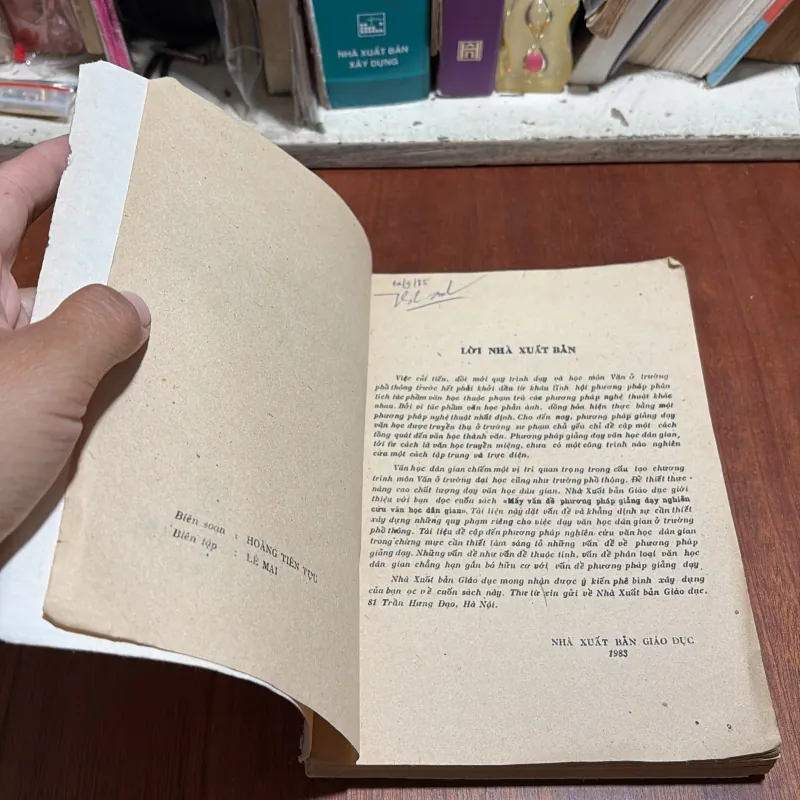 NHÀ XUẤT BẢN
XÂY DỰNG
Biên soạn : HOÀNG TIẾN TỰU
Biên tập : LÊ MAI
LỜI NHÀ XUẤT BẢN
Việc cải tiến, đổi mới quy trình dạy và học môn Văn ở trường
phổ thông trước hết phải khởi đầu từ khâu lĩnh hội phương pháp phân
tích tác phẩm văn học thuộc phạm trù các phương pháp nghệ thuật khác
nhau. Bởi vì tác phẩm văn học phản ánh, đồng hóa hiện thực bằng một
phương pháp nghệ thuật nhất định. Cho đến nay, phương pháp giảng dạy
văn học được truyền thụ ở trường sư phạm chủ yếu chỉ đề cập một cách
tổng quát đến văn học thành văn. Phương pháp giảng dạy văn học dân gian,
tới tư cách là văn học truyền miệng, chưa có một công trình nào nghiên
cứu một cách tập trung và trực diện.
Văn học dân gian chiếm một vị trí quan trọng trong cấu tạo chương
trình môn Văn ở trường đại học cũng như trường phổ thông. Để thiết thực
nâng cao chất lượng dạy văn học dân gian. Nhà Xuất bản Giáo dục giới
thiệu với bạn đọc cuốn sách «Mấy vấn đề phương pháp giảng dạy nghiên
cứu văn học dân gian». Tài liệu này đặt vấn đề và khẳng định sự cần thiết
xây dựng những quy phạm riêng cho việc dạy văn học dân gian ở trường
phổ thông. Tài liệu đề cập đến phương pháp nghiên cứu văn học dân gian
trong chừng mực cần thiết làm sáng tỏ những vấn đề về phương pháp
giảng dạy. Những vấn đề như vấn đề thuộc tính, vấn đề phân loại văn học
dân gian chẳng hạn gắn bó hữu cơ với vấn đề phương pháp giảng dạy
Nhà Xuất bản Giáo dục mong nhận được ý kiến phê bình xây dựng
của bạn ọc về cuốn sách này. Thư từ xin gửi về Nhà Xuất bản Giáo dục.
81 Trần Hưng Đạo, Hà Nội.
NHÀ XUẤT BẢN GIÁO DỤC
1983